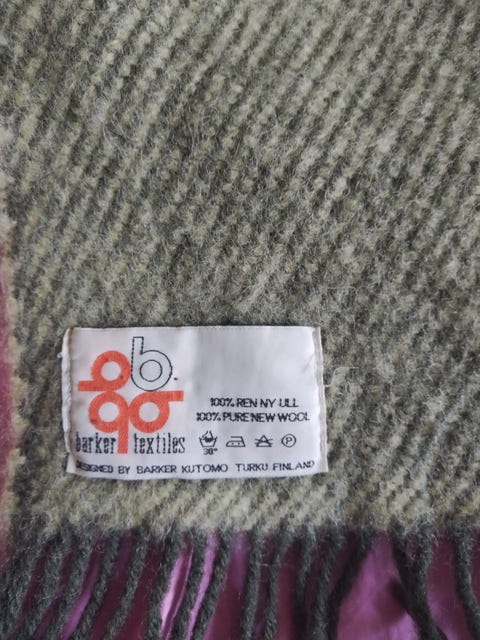 b
100% REN NY ULL
100% PURE NEW WOOL
barker textiles
30°
P
DESIGNED BY BARKER KUTOMO TURKU FINLAND